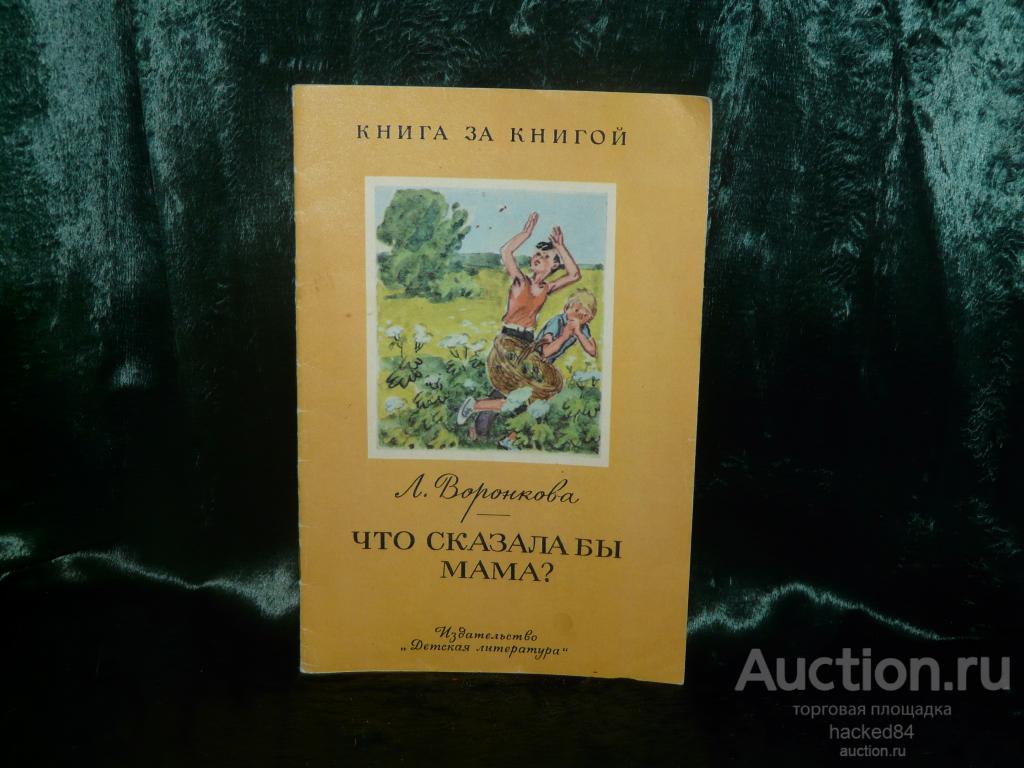 КНИГА ЗА КНИГОЙ
Л. Воронкова
ЧТО СКАЗАЛА БЫ
МАМА?
Издательство
„Детская литература"
Auction.ru
торговая площадка
hacked84
auction.ru